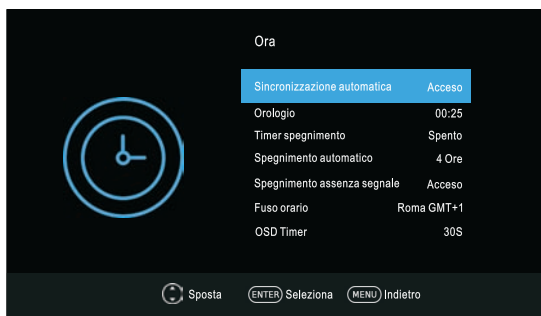 Ora
Sincronizzazione automatica Acceso
Orologio 00:25
Timer spegnimento Spento
Spegnimento automatico 4 Ore
Spegnimento assenza segnale Acceso
Fuso orario Roma GMT+1
OSD Timer 30S
Sposta ENTER Seleziona MENU Indietro